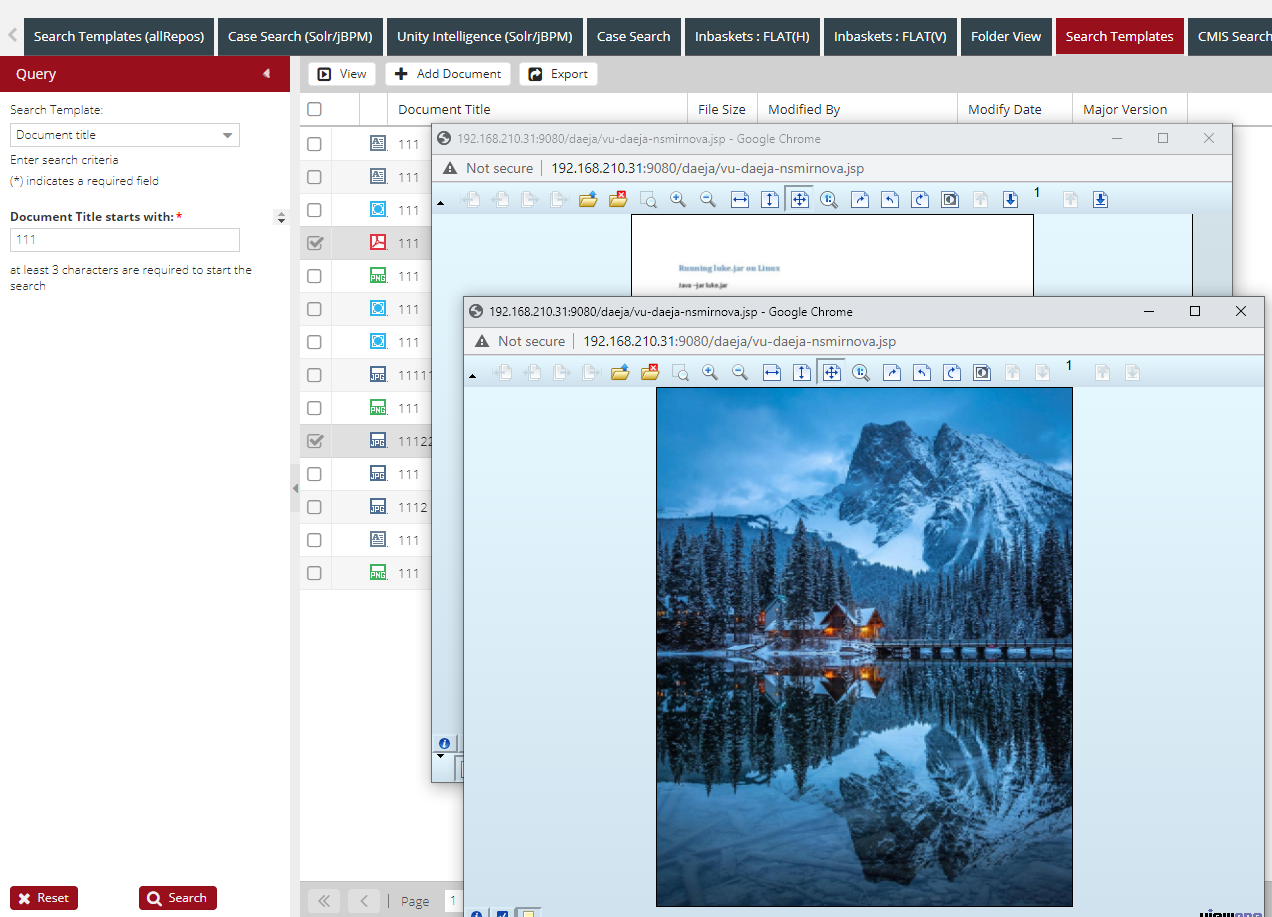 Search Templates (allRepos)
Case Search (Solr/jBPM)
Unity Intelligence (Solr/jBPM)
Case Search
Inbaskets : FLAT(H)
Inbaskets : FLAT(V)
Folder View
Search Templates
CMIS Search
Query
View
Add Document
Export
Search Template:
Document title
Enter search criteria
(*) indicates a required field
Document Title starts with:*
111
at least 3 characters are required to start the
search
Reset
Search
Document Title
File Size
Modified By
Modify Date
Major Version
111
111
111
111
PNG 111
111
111
JPG 11111
PNG 111
JPG 11122
JPG 111
JPG 1112
111
PNG 111
Page 1
192.168.210.31:9080/daeja/vu-daeja-nsmirnova.jsp - Google Chrome
Not secure
192.168.210.31:9080/daeja/vu-daeja-nsmirnova.jsp
1
Running luke.jar on Linux
Java -jar luke.jar
192.168.210.31:9080/daeja/vu-daeja-nsmirnova.jsp - Google Chrome
Not secure
192.168.210.31:9080/daeja/vu-daeja-nsmirnova.jsp
1